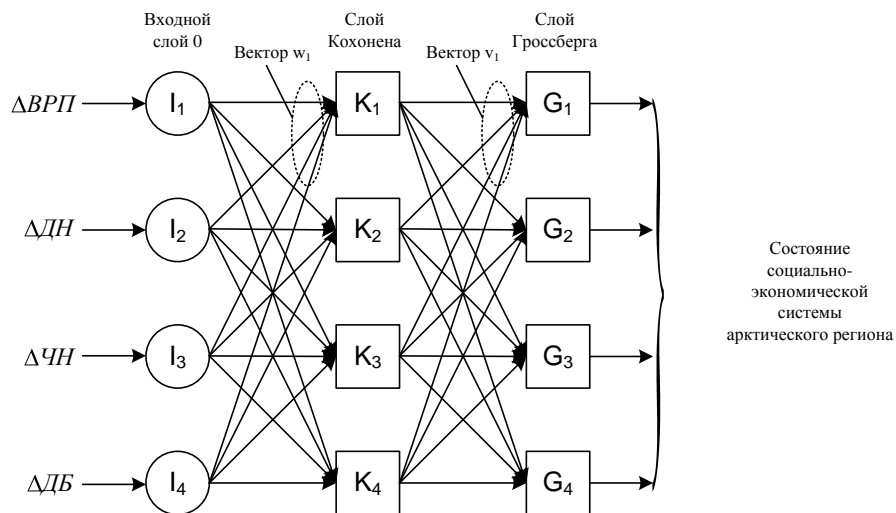 Входной
слой 0
Вектор w₁
Слой
Кохонена
Вектор v₁
Слой
Гроссберга
ΔВРП
I₁
K₁
G₁
ΔДН
I₂
K₂
G₂
ΔЧН
I₃
K₃
G₃
ΔДБ
I₄
K₄
G₄
Состояние
социально-
экономической
системы
арктического региона